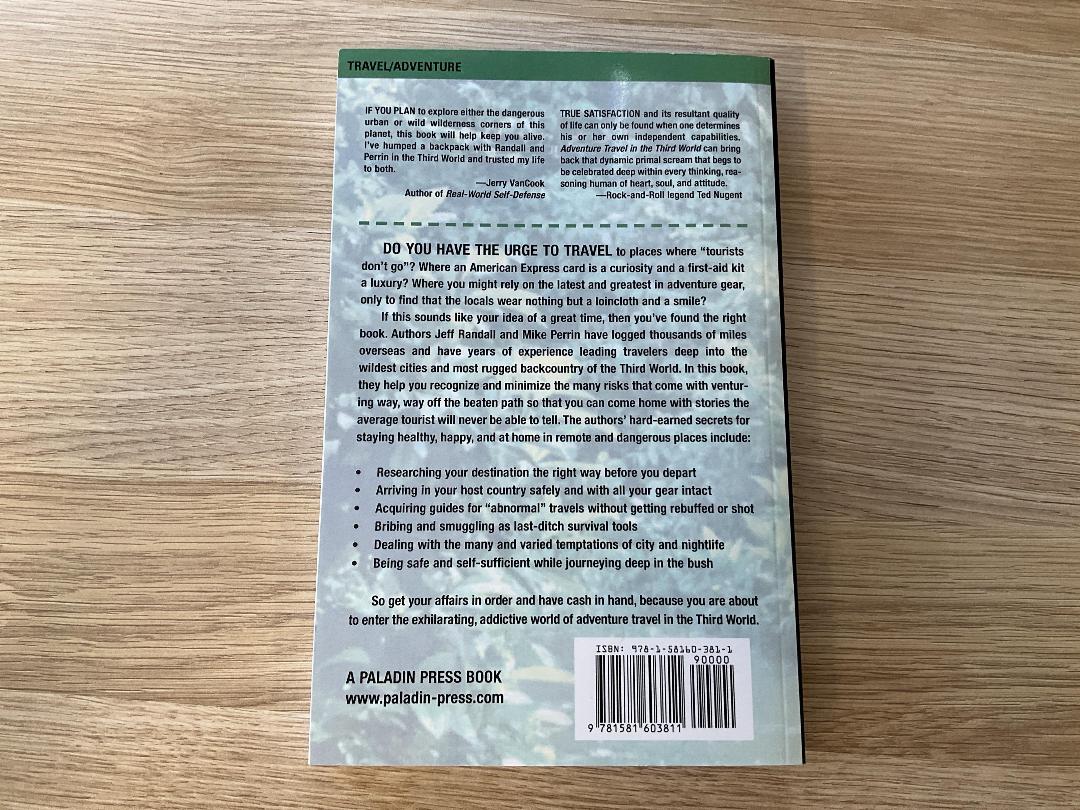 TRAVEL/ADVENTURE
IF YOU PLAN to explore either the dangerous
urban or wild wilderness corners of this
planet, this book will help keep you alive.
I've humped a backpack with Randall and
Perrin in the Third World and trusted my life
to both.
—Jerry VanCook
Author of Real-World Self-Defense
TRUE SATISFACTION and its resultant quality
of life can only be found when one determines
his or her own independent capabilities.
Adventure Travel in the Third World can bring
back that dynamic primal scream that begs to
be celebrated deep within every thinking, rea-
soning human of heart, soul, and attitude.
—Rock-and-Roll legend Ted Nugent
DO YOU HAVE THE URGE TO TRAVEL to places where "tourists
don't go"? Where an American Express card is a curiosity and a first-aid kit
a luxury? Where you might rely on the latest and greatest in adventure gear,
only to find that the locals wear nothing but a loincloth and a smile?
If this sounds like your idea of a great time, then you've found the right
book. Authors Jeff Randall and Mike Perrin have logged thousands of miles
overseas and have years of experience leading travelers deep into the
wildest cities and most rugged backcountry of the Third World. In this book,
they help you recognize and minimize the many risks that come with ventur-
ing way, way off the beaten path so that you can come home with stories the
average tourist will never be able to tell. The authors' hard-earned secrets for
staying healthy, happy, and at home in remote and dangerous places include:
• Researching your destination the right way before you depart
• Arriving in your host country safely and with all your gear intact
• Acquiring guides for "abnormal" travels without getting rebuffed or shot
• Bribing and smuggling as last-ditch survival tools
• Dealing with the many and varied temptations of city and nightlife
• Being safe and self-sufficient while journeying deep in the bush
So get your affairs in order and have cash in hand, because you are about
to enter the exhilarating, addictive world of adventure travel in the Third World.
A PALADIN PRESS BOOK
www.paladin-press.com
ISBN: 978-1-58160-381-1
90000
9 781581 603811